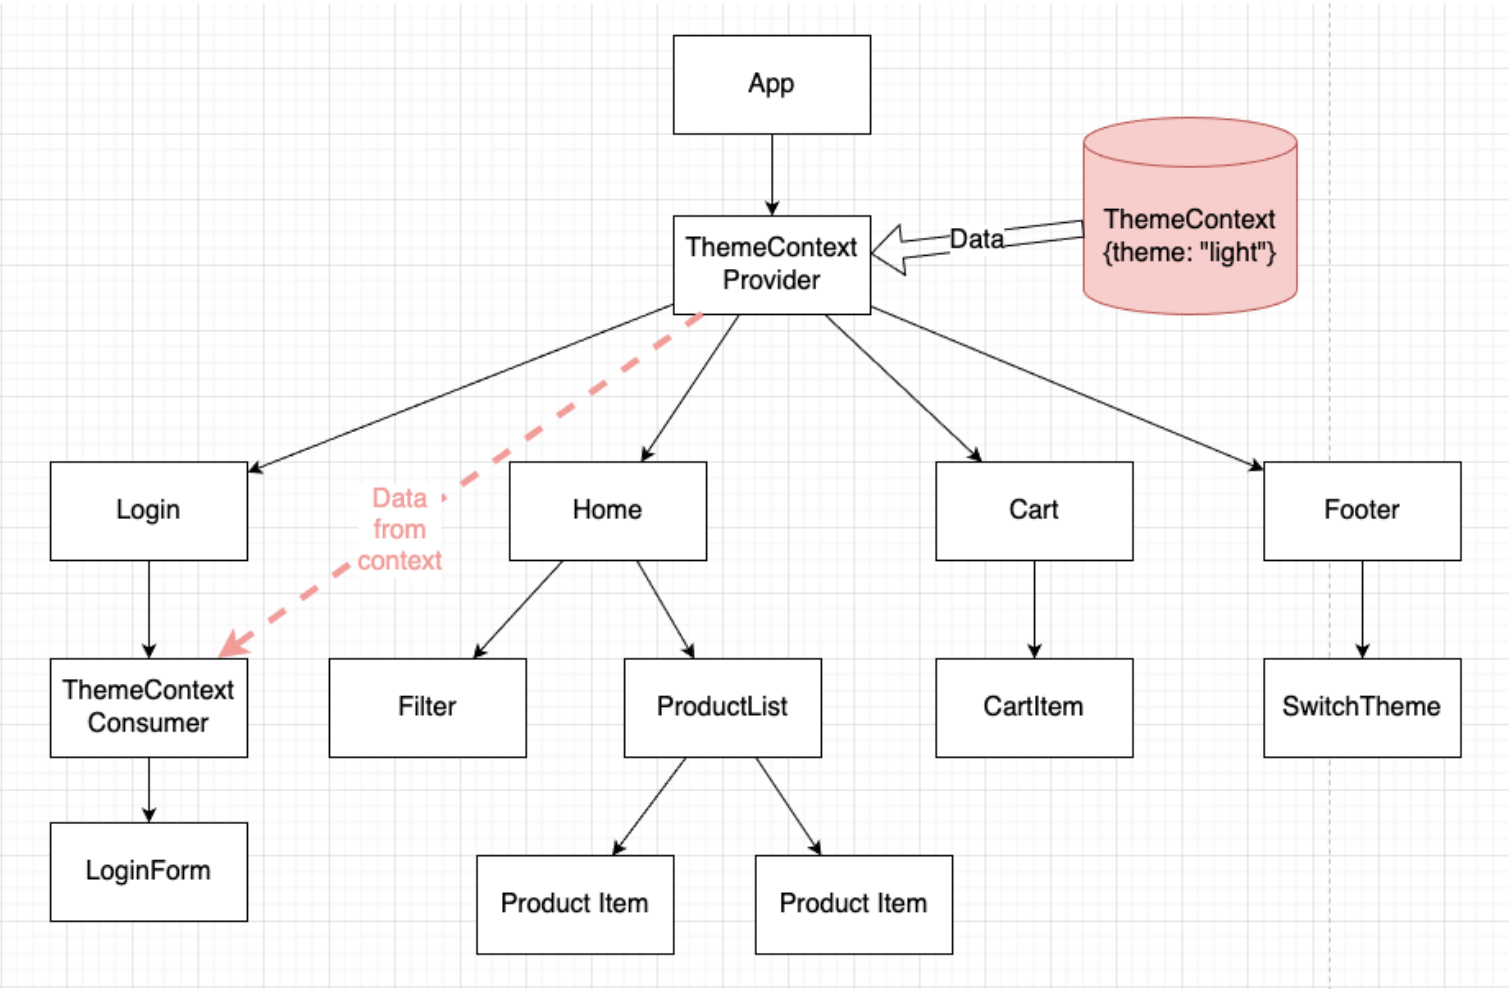 App
ThemeContext
Provider
Data
ThemeContext
{theme: "light"}
Login
Data
from
context
Home
Cart
Footer
ThemeContext
Consumer
Filter
ProductList
CartItem
SwitchTheme
LoginForm
Product Item
Product Item